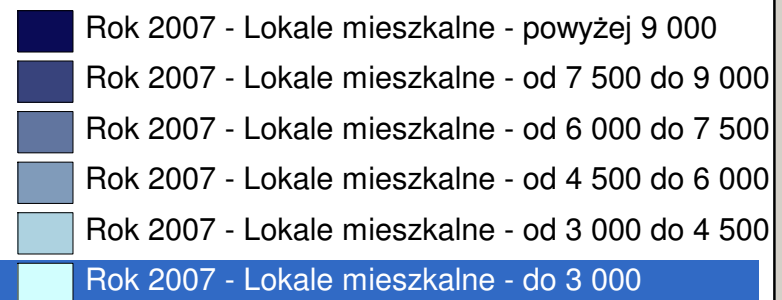 Rok 2007 - Lokale mieszkalne - powyżej 9 000
Rok 2007 - Lokale mieszkalne - od 7 500 do 9 000
Rok 2007 - Lokale mieszkalne - od 6 000 do 7 500
Rok 2007 - Lokale mieszkalne - od 4 500 do 6 000
Rok 2007 - Lokale mieszkalne - od 3 000 do 4 500
Rok 2007 - Lokale mieszkalne - do 3 000